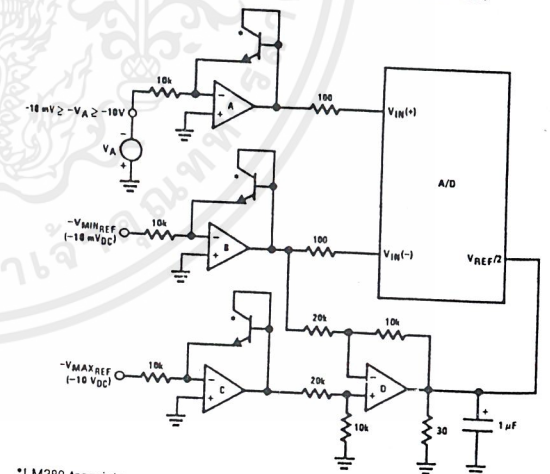 10k
-10 mV ≥ -VA ≥ -10V
VA
A
100
VIN(+)
A/D
-VMINREF
(-10 mVDC)
10k
B
100
VIN(-)
VREF/2
20k
10k
-VMAXREF
(-10 VDC)
10k
C
20k
D
10k
30
1 µF